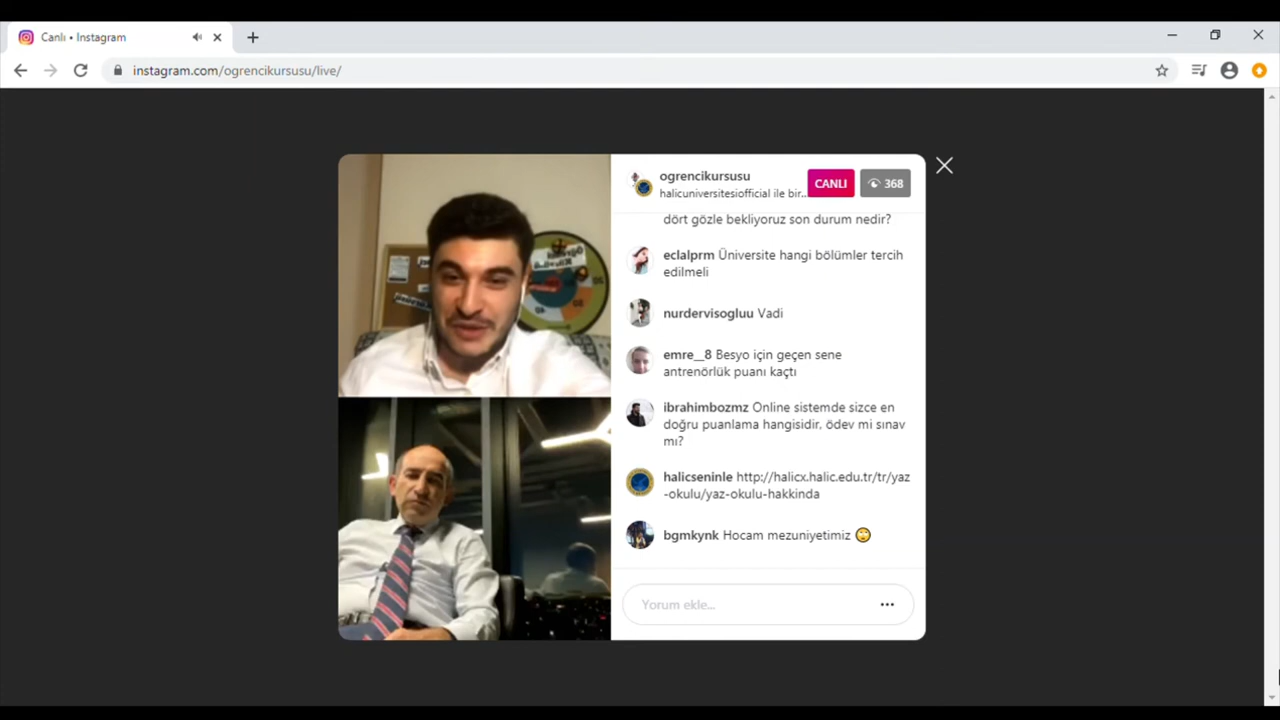 Canlı • Instagram
instagram.com/ogrencikursusu/live/
ogrencikursusu
halicuniversitesiofficial ile bir...
CANLI
368
dört gözle bekliyoruz son durum nedir?
eclalprm Üniversite hangi bölümler tercih
edilmeli
nurdervisogluu Vadi
emre__8 Besyo için geçen sene
antrenörlük puanı kaçtı
ibrahimbozmz Online sistemde sizce en
doğru puanlama hangisidir, ödev mi sınav
mı?
halicseninle http://halicx.halic.edu.tr/tr/yaz
-okulu/yaz-okulu-hakkinda
bgmkynk Hocam mezuniyetimiz 🙄
Yorum ekle...